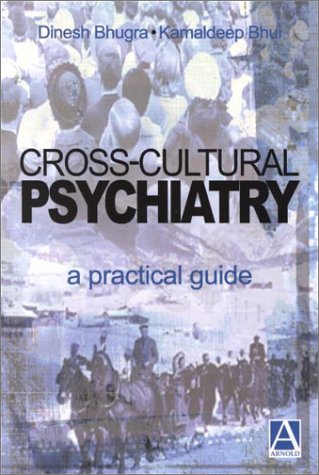 Dinesh Bhugra • Kamaldeep Bhui
CROSS-CULTURAL
PSYCHIATRY
a practical guide
A
ARNOLD